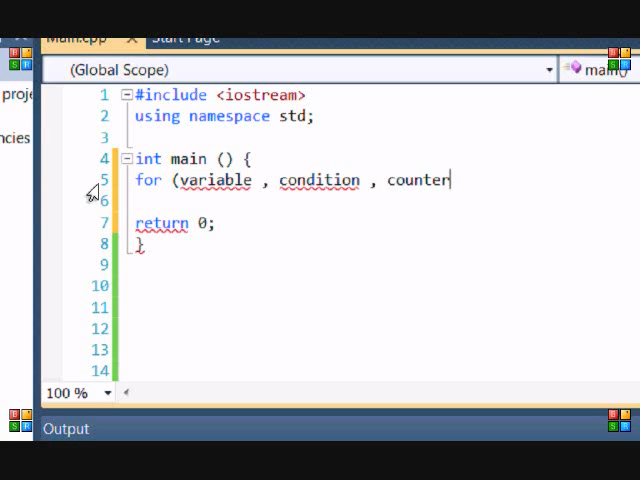 Main.cpp Start Page
(Global Scope) main()
proje
ncies
1 #include <iostream>
2 using namespace std;
3
4 int main () {
5 for (variable , condition , counter
6
7 return 0;
8 }
9
10
11
12
13
14
100 %
Output